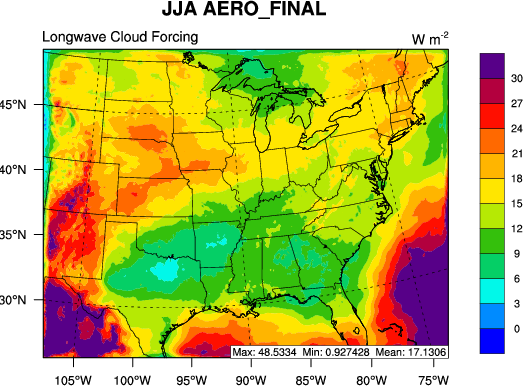 JJA AERO_FINAL
Longwave Cloud Forcing W m-2
30
27
24
21
18
15
12
9
6
3
0
45°N
40°N
35°N
30°N
Max: 48.5334 Min: 0.927428 Mean: 17.1306
105°W 100°W 95°W 90°W 85°W 80°W 75°W